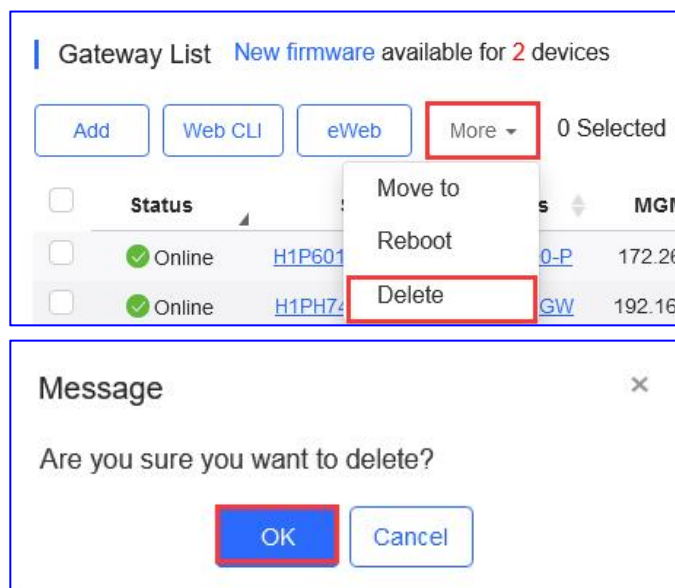 Gateway List New firmware available for 2 devices
Add Web CLI eWeb More 0 Selected
Move to
Status MGM
Reboot
Online H1P601 0-P 172.26
Delete
Online H1PH74 GW 192.16
Message
Are you sure you want to delete?
OK Cancel